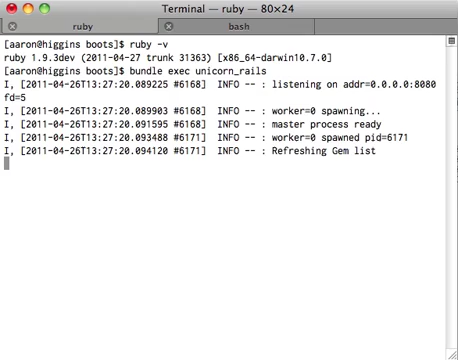 Terminal — ruby — 80×24
ruby
bash
[aaron@higgins boots]$ ruby -v
ruby 1.9.3dev (2011-04-27 trunk 31363) [x86_64-darwin10.7.0]
[aaron@higgins boots]$ bundle exec unicorn_rails
I, [2011-04-26T13:27:20.089225 #6168]  INFO -- : listening on addr=0.0.0.0:8080
fd=5
I, [2011-04-26T13:27:20.089903 #6168]  INFO -- : worker=0 spawning...
I, [2011-04-26T13:27:20.091595 #6168]  INFO -- : master process ready
I, [2011-04-26T13:27:20.093488 #6171]  INFO -- : worker=0 spawned pid=6171
I, [2011-04-26T13:27:20.094120 #6171]  INFO -- : Refreshing Gem list